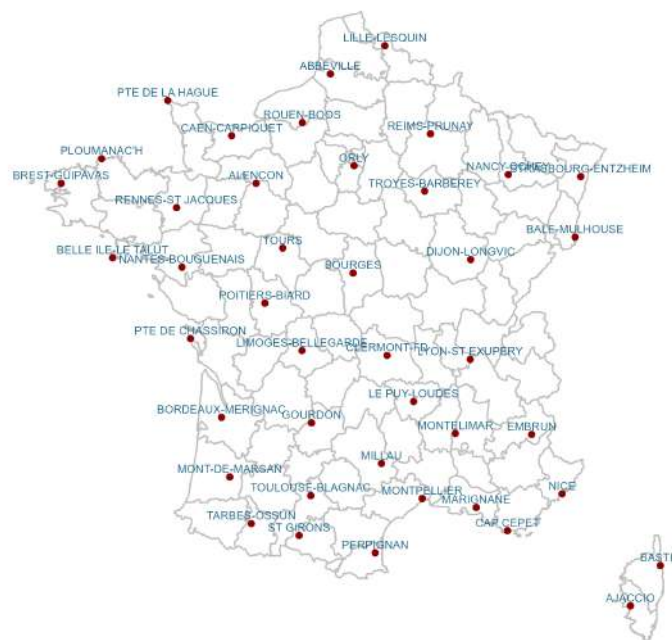 LILLE-LESQUIN
ABBEVILLE
PTE DE LA HAGUE
ROUEN-BOOS
CAEN-CARPIQUET
REIMS-PRUNAY
PLOUMANAC'H
ORLY
NANCY-OCHEY
STRASBOURG-ENTZHEIM
BREST-GUIPAVAS
ALENCON
TROYES-BARBEREY
RENNES-ST JACQUES
BALE-MULHOUSE
BELLE ILE-LE TALUT
TOURS
DIJON-LONGVIC
NANTES-BOUGUENAIS
BOURGES
POITIERS-BIARD
PTE DE CHASSIRON
LIMOGES-BELLEGARDE
CLERMONT-FD
LYON-ST EXUPERY
LE PUY-LOUDES
BORDEAUX-MERIGNAC
GOURDON
MONTELIMAR
EMBRUN
MONT-DE-MARSAN
MILLAU
TOULOUSE-BLAGNAC
MONTPELLIER
MARIGNANE
NICE
TARBES-OSSUN
ST GIRONS
CAP CEPET
PERPIGNAN
BASTI
AJACCIO